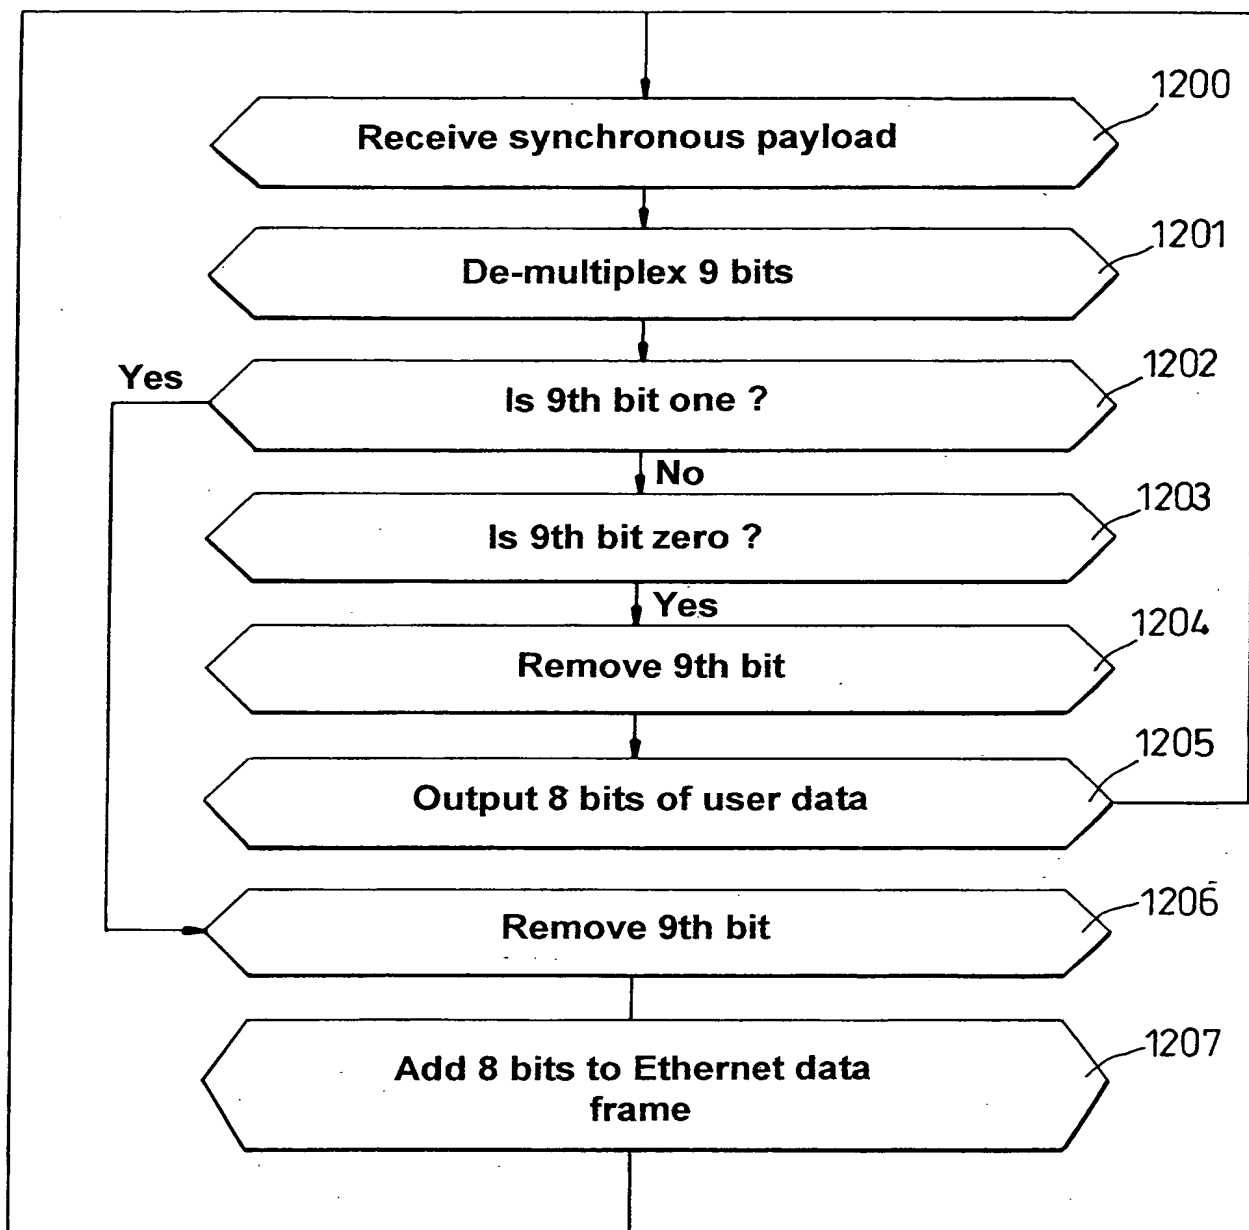 1200
Receive synchronous payload
1201
De-multiplex 9 bits
1202
Yes
Is 9th bit one ?
No
1203
Is 9th bit zero ?
Yes
1204
Remove 9th bit
1205
Output 8 bits of user data
1206
Remove 9th bit
1207
Add 8 bits to Ethernet data
frame